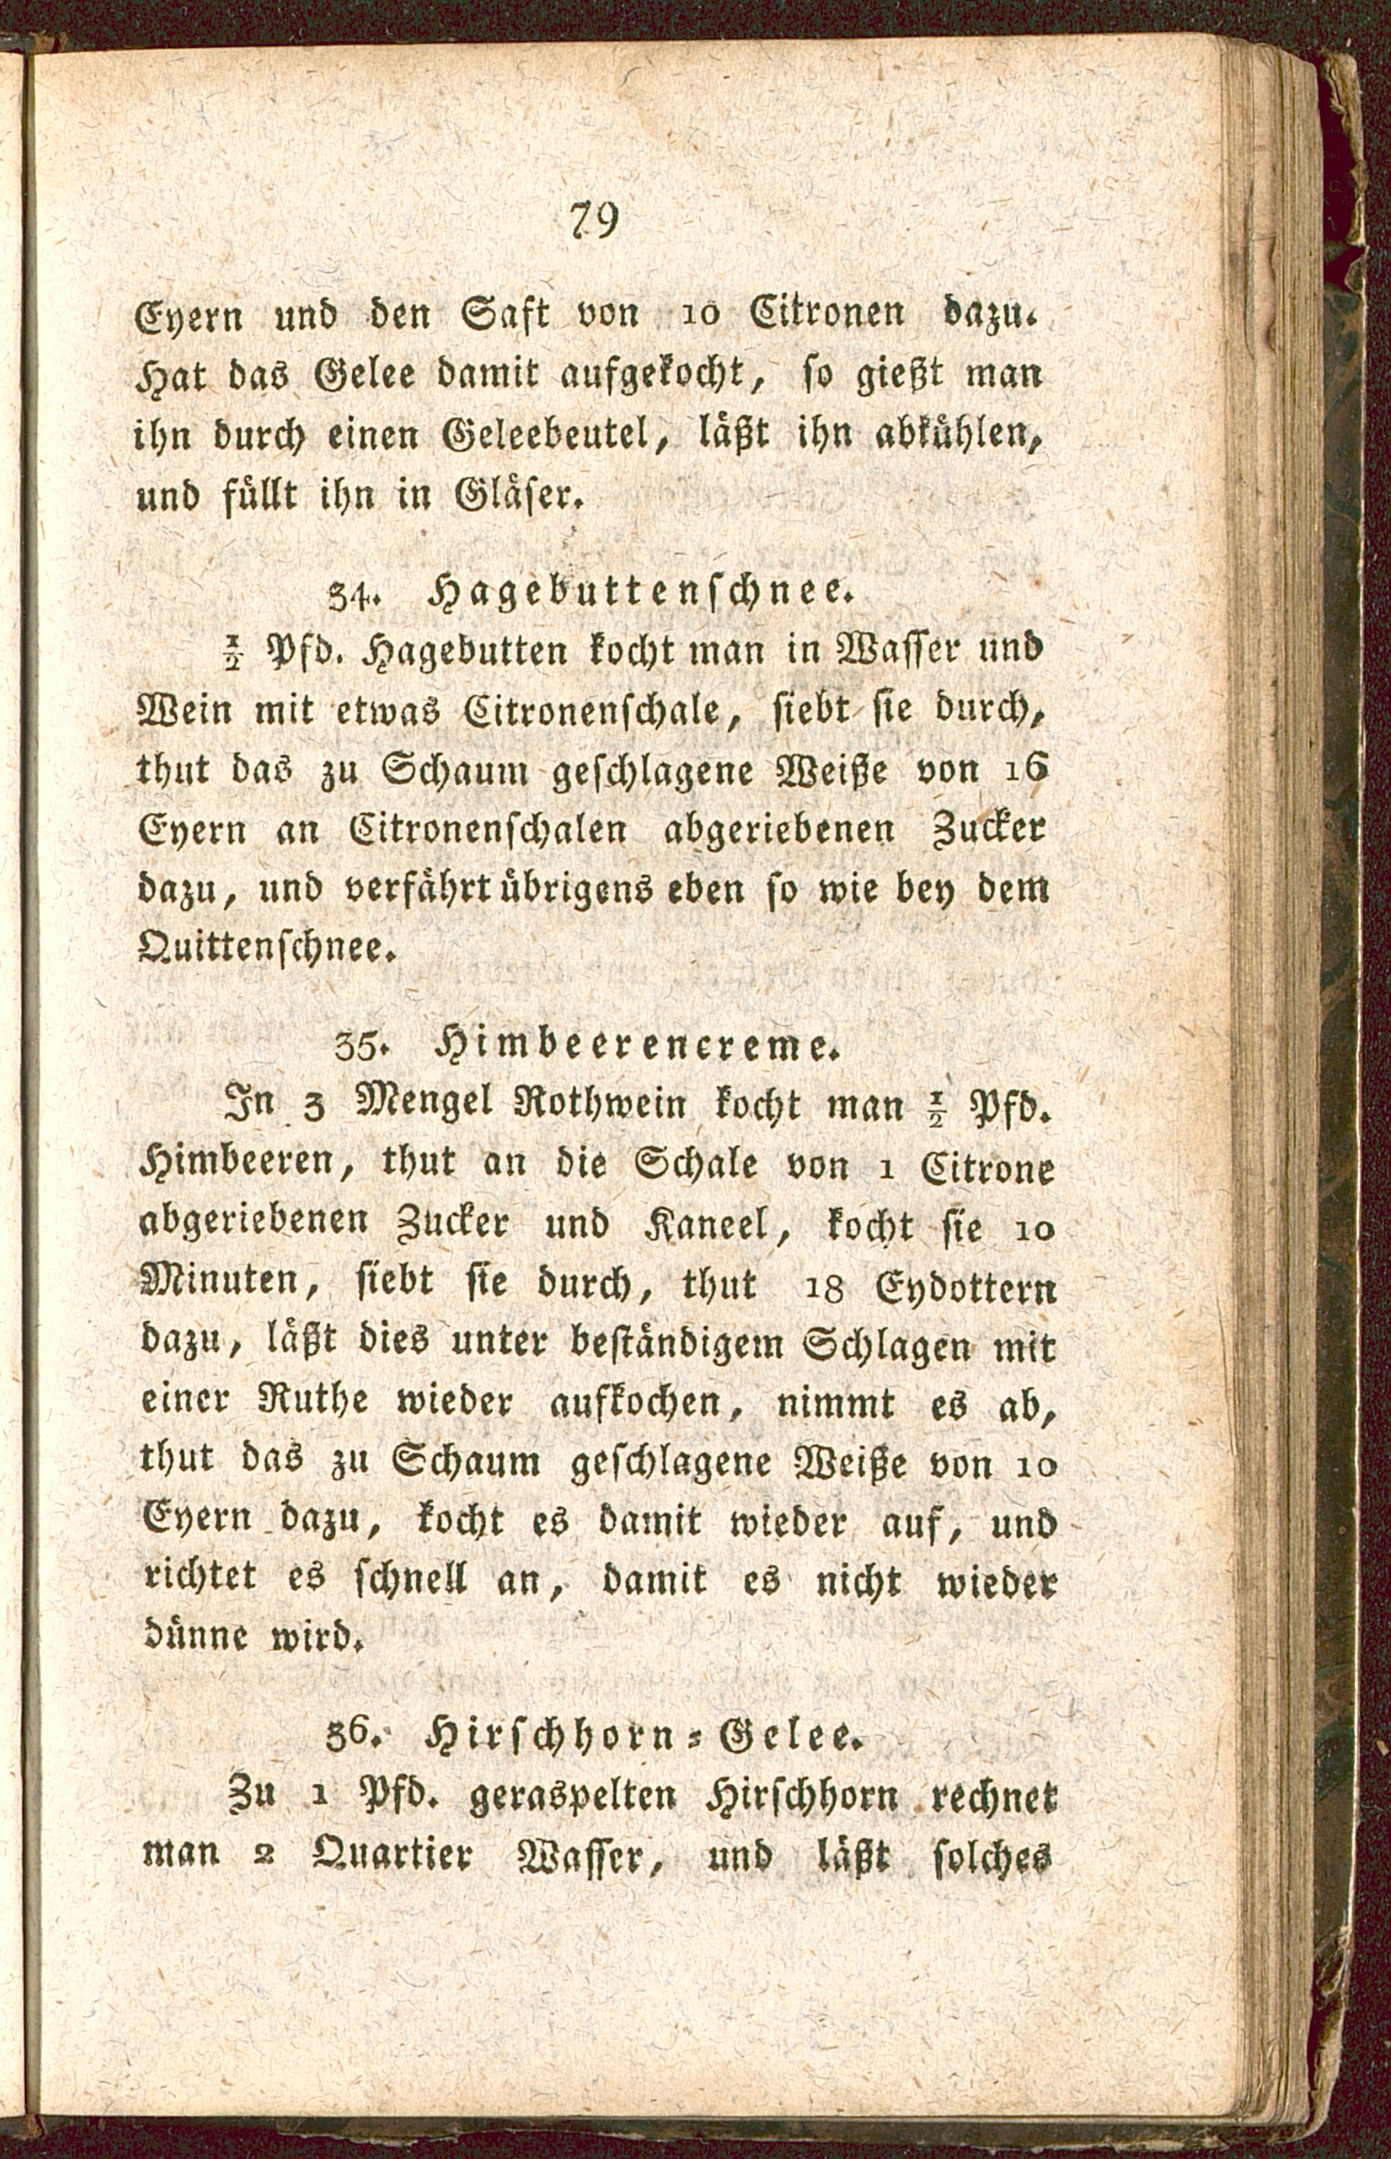 79
Eyern und den Saft von 10 Citronen dazu.
Hat das Gelee damit aufgekocht, so gießt man
ihn durch einen Geleebeutel, läßt ihn abkühlen,
und füllt ihn in Gläser.
34. Hagebuttenschnee.
½ Pfd. Hagebutten kocht man in Wasser und
Wein mit etwas Citronenschale, siebt sie durch,
thut das zu Schaum geschlagene Weiße von 16
Eyern an Citronenschalen abgeriebenen Zucker
dazu, und verfährt übrigens eben so wie bey dem
Quittenschnee.
35. Himbeerencreme.
In 3 Mengel Rothwein kocht man ½ Pfd.
Himbeeren, thut an die Schale von 1 Citrone
abgeriebenen Zucker und Kaneel, kocht sie 10
Minuten, siebt sie durch, thut 18 Eydottern
dazu, läßt dies unter beständigem Schlagen mit
einer Ruthe wieder aufkochen, nimmt es ab,
thut das zu Schaum geschlagene Weiße von 10
Eyern dazu, kocht es damit wieder auf, und
richtet es schnell an, damit es nicht wieder
dünne wird.
36. Hirschhorn-Gelee.
Zu 1 Pfd. geraspelten Hirschhorn rechnet
man 2 Quartier Wasser, und läßt solches